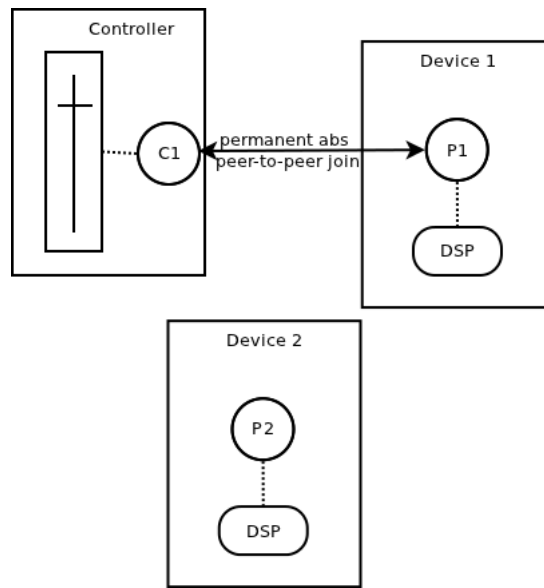 Controller
C1
permanent abs
peer-to-peer join
Device 1
P1
DSP
Device 2
P2
DSP